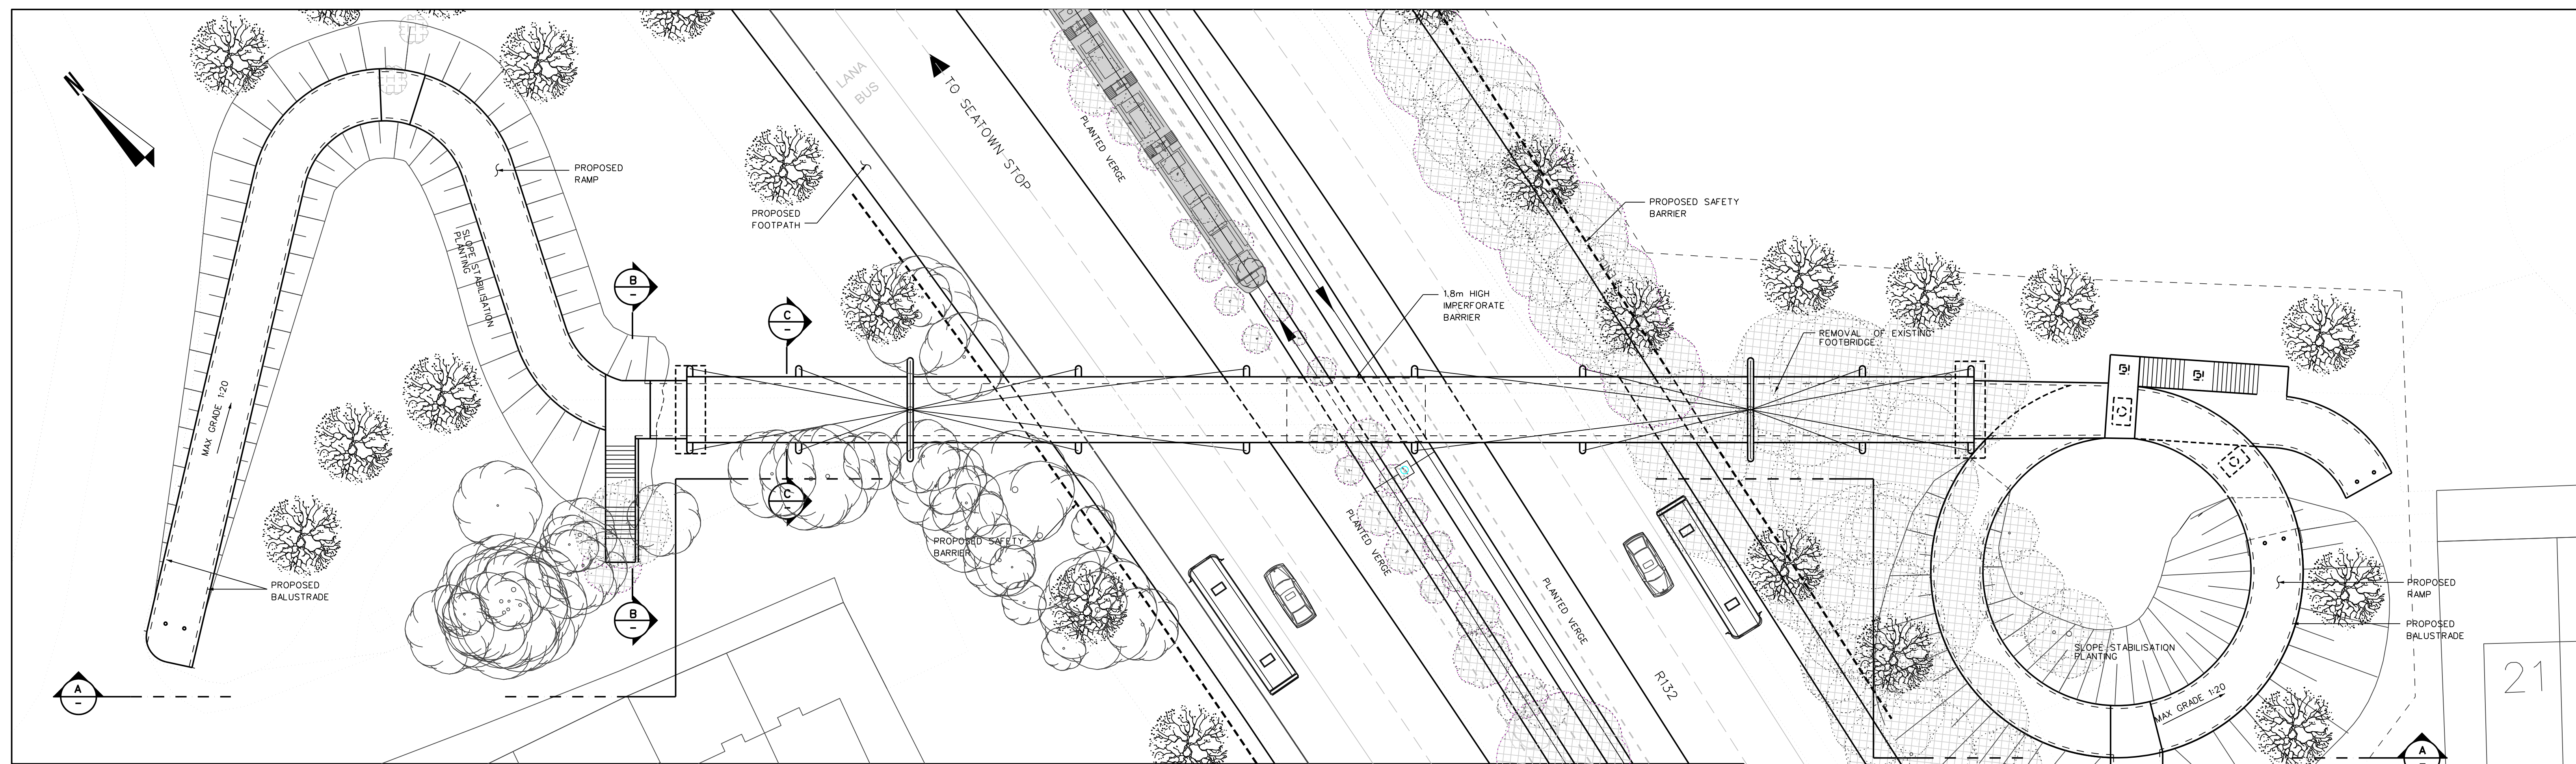 LANA
BUS
TO SEATOWN STOP
PLANTED VERGE
PROPOSED
RAMP
PROPOSED
FOOTPATH
PROPOSED SAFETY
BARRIER
SLOPE STABILISATION
PLANTING
B
-
C
-
1.8m HIGH
IMPERFORATE
BARRIER
REMOVAL OF EXISTING
FOOTBRIDGE
MAX GRADE 1:20
C
-
PROPOSED SAFETY
BARRIER
PLANTED VERGE
PLANTED VERGE
PROPOSED
BALUSTRADE
B
-
PROPOSED
RAMP
PROPOSED
BALUSTRADE
SLOPE STABILISATION
PLANTING
R132
MAX GRADE 1:20
21
A
-
A